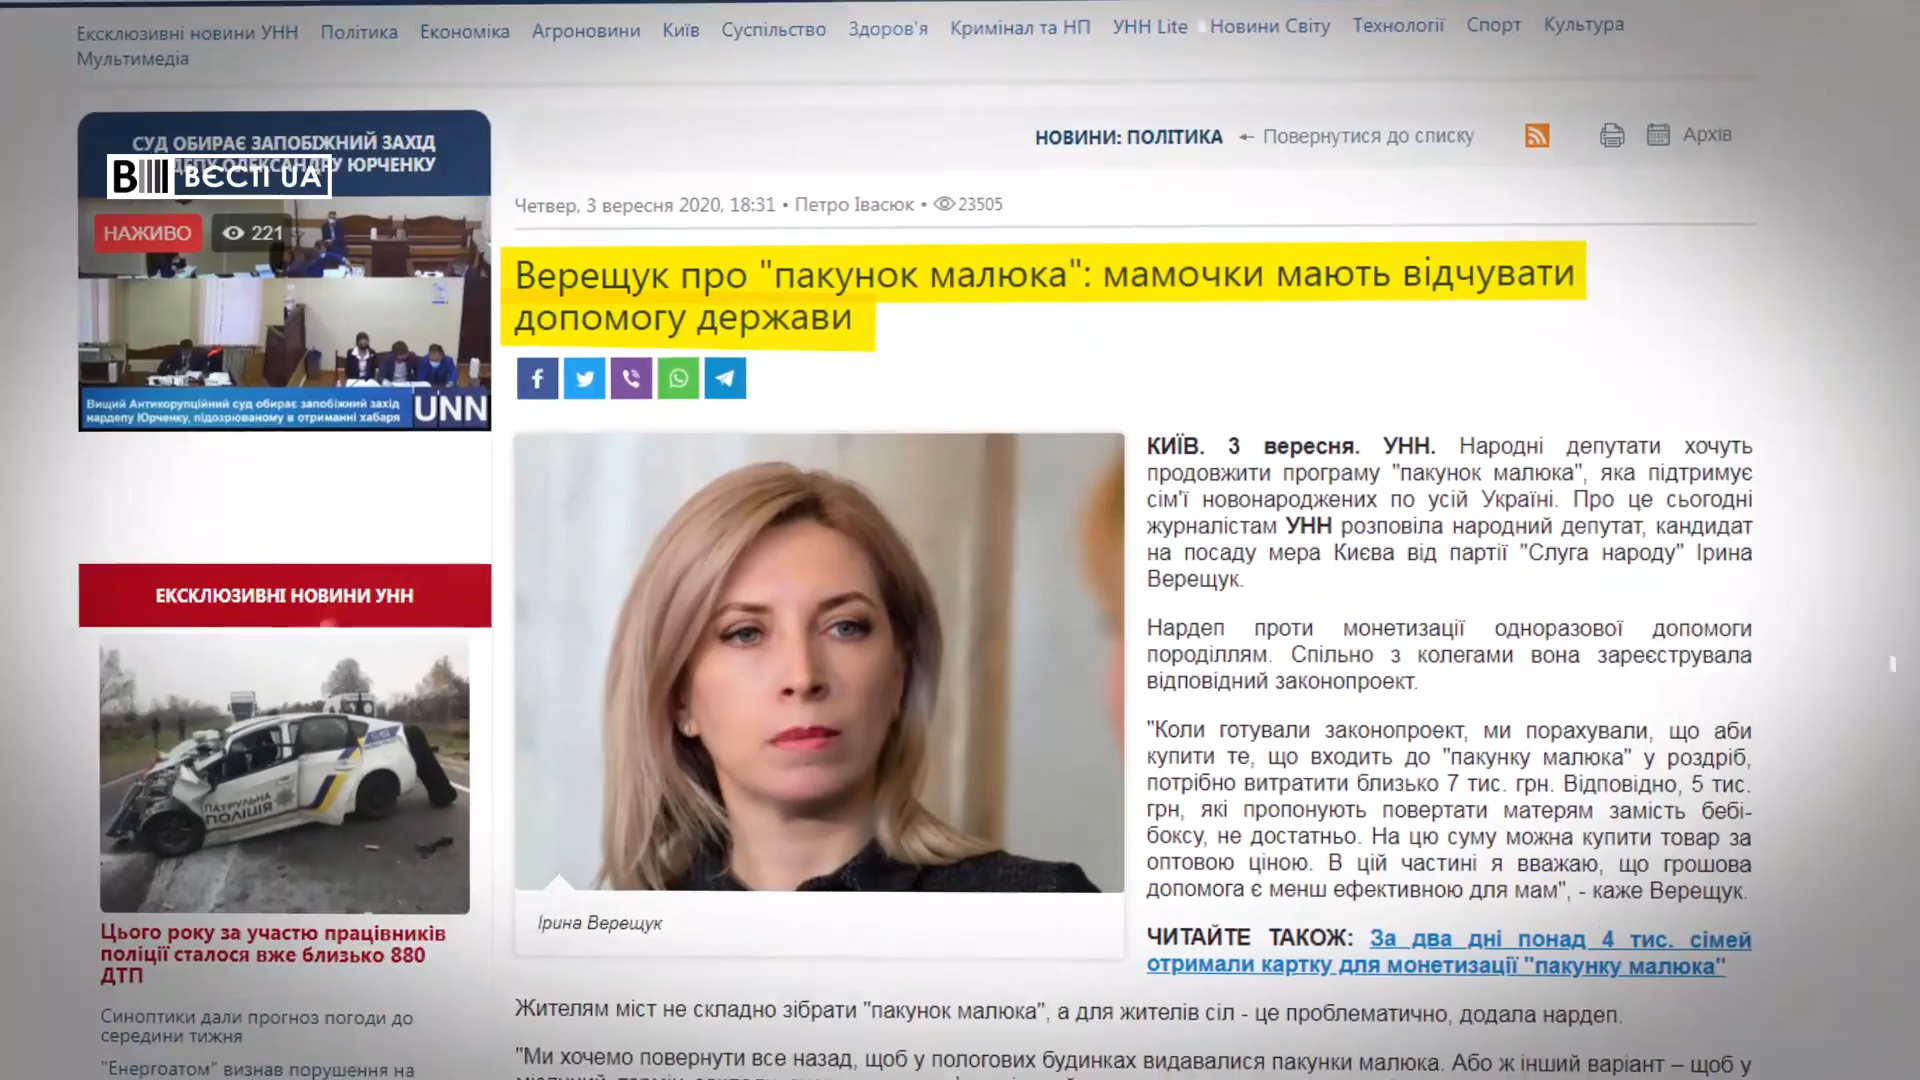 Ексклюзивні новини УНН Політика Економіка Агроновини Київ Суспільство Здоров'я Кримінал та НП УНН Lite Новини Світу Технології Спорт Культура
Мультимедіа
СУД ОБИРАЄ ЗАПОБІЖНИЙ ЗАХІД
ОЛЕКСАНДРУ ЮРЧЕНКУ
В ВЄСТІ UA
НАЖИВО 221
Вищий Антикорупційний суд обирає запобіжний захід
нардепу Юрченку, підозрюваному в отриманні хабаря
UNN
НОВИНИ: ПОЛІТИКА ← Повернутися до списку Архів
Четвер, 3 вересня 2020, 18:31 • Петро Івасюк • 23505
Верещук про "пакунок малюка": мамочки мають відчувати
допомогу держави
Ірина Верещук
КИЇВ. 3 вересня. УНН. Народні депутати хочуть
продовжити програму "пакунок малюка", яка підтримує
сім'ї новонароджених по усій Україні. Про це сьогодні
журналістам УНН розповіла народний депутат, кандидат
на посаду мера Києва від партії "Слуга народу" Ірина
Верещук.
Нардеп проти монетизації одноразової допомоги
породіллям. Спільно з колегами вона зареєструвала
відповідний законопроект.
"Коли готували законопроект, ми порахували, що аби
купити те, що входить до "пакунку малюка" у роздріб,
потрібно витратити близько 7 тис. грн. Відповідно, 5 тис.
грн, які пропонують повертати матерям замість бебі-
боксу, не достатньо. На цю суму можна купити товар за
оптовою ціною. В цій частині я вважаю, що грошова
допомога є менш ефективною для мам", - каже Верещук.
ЧИТАЙТЕ ТАКОЖ: За два дні понад 4 тис. сімей
отримали картку для монетизації "пакунку малюка"
Жителям міст не складно зібрати "пакунок малюка", а для жителів сіл - це проблематично, додала нардеп.
"Ми хочемо повернути все назад, щоб у пологових будинках видавалися пакунки малюка. Або ж інший варіант – щоб у
ЕКСКЛЮЗИВНІ НОВИНИ УНН
ПАТРУЛЬНА
ПОЛІЦІЯ
Цього року за участю працівників
поліції сталося вже близько 880
ДТП
Синоптики дали прогноз погоди до
середини тижня
"Енергоатом" визнав порушення на